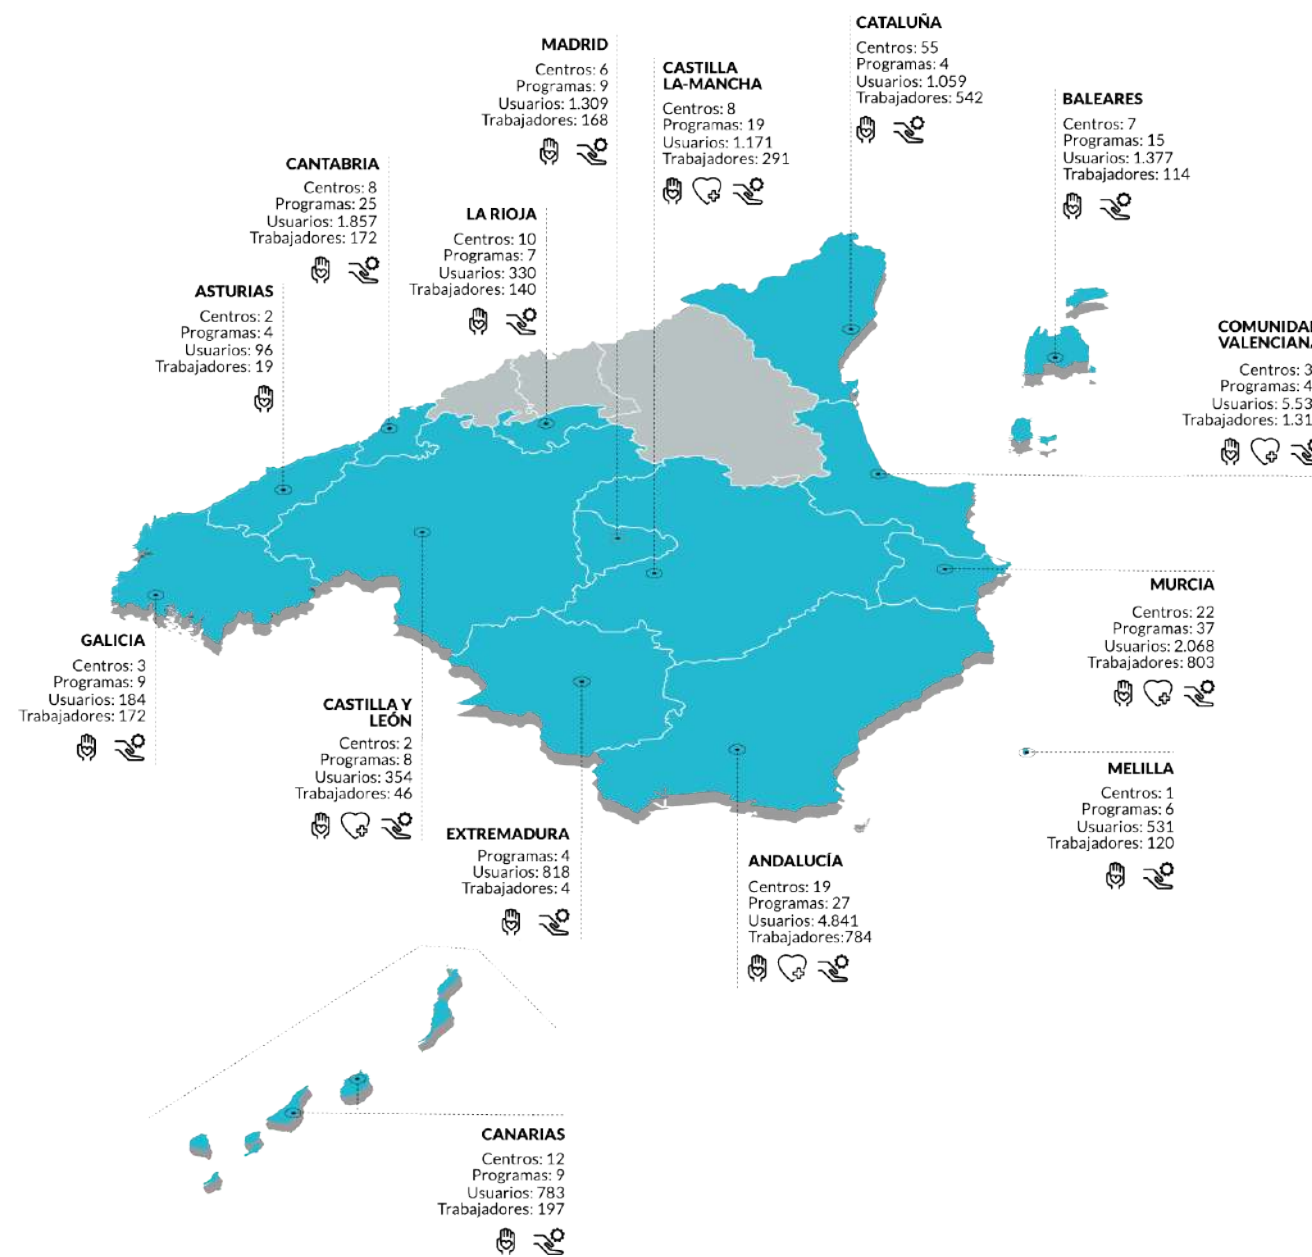 MADRID
Centros: 6
Programas: 9
Usuarios: 1.309
Trabajadores: 168
CASTILLA
LA-MANCHA
Centros: 8
Programas: 19
Usuarios: 1.171
Trabajadores: 291
CATALUÑA
Centros: 55
Programas: 4
Usuarios: 1.059
Trabajadores: 542
BALEARES
Centros: 7
Programas: 15
Usuarios: 1.377
Trabajadores: 114
CANTABRIA
Centros: 8
Programas: 25
Usuarios: 1.857
Trabajadores: 172
LA RIOJA
Centros: 10
Programas: 7
Usuarios: 330
Trabajadores: 140
ASTURIAS
Centros: 2
Programas: 4
Usuarios: 96
Trabajadores: 19
VALENCIANA
Centros: 3
Programas: 4
Usuarios: 5.53
Trabajadores: 1.31
MURCIA
Centros: 22
Programas: 37
Usuarios: 2.068
Trabajadores: 803
GALICIA
Centros: 3
Programas: 9
Usuarios: 184
Trabajadores: 172
CASTILLA Y
LEÓN
Centros: 2
Programas: 8
Usuarios: 354
Trabajadores: 46
EXTREMADURA
Programas: 4
Usuarios: 818
Trabajadores: 4
ANDALUCÍA
Centros: 19
Programas: 27
Usuarios: 4.841
Trabajadores:784
MELILLA
Centros: 1
Programas: 6
Usuarios: 531
Trabajadores: 120
CANARIAS
Centros: 12
Programas: 9
Usuarios: 783
Trabajadores: 197